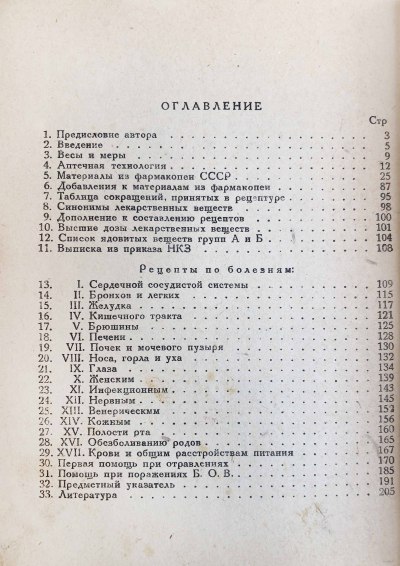 ОГЛАВЛЕНИЕ
Стр
1. Предисловие автора 3
2. Введение 5
3. Весы и меры 9
4. Аптечная технология 12
5. Материалы из фармакопеи СССР 25
6. Добавления к материалам из фармакопеи 87
7. Таблица сокращений, принятых в рецептуре 95
8. Синонимы лекарственных веществ 98
9. Дополнение к составлению рецептов 100
10. Высшие дозы лекарственных веществ 101
12. Список ядовитых веществ групп А и Б 104
11. Выписка из приказа НКЗ 108
Рецепты по болезням:
13. I. Сердечной сосудистой системы 109
14. II. Бронхов и легких 115
15. III. Желудка 117
16. IV. Кишечного тракта 121
17. V. Брюшины 125
18. VI. Печени 128
19. VII. Почек и мочевого пузыря 130
20. VIII. Носа, горла и уха 132
21. IX. Глаза 134
22. X. Женским 139
23. XI. Инфекционным 143
24. XII. Нервным 145
25. XIII. Венерическим 152
26. XIV. Кожным 156
27. XV. Полости рта 160
28. XVI. Обезболиванию родов 165
29. XVII. Крови и общим расстройствам питания 167
30. Первая помощь при отравлениях 170
31. Помощь при поражениях Б. О. В. 185
32. Предметный указатель 191
33. Литература 205